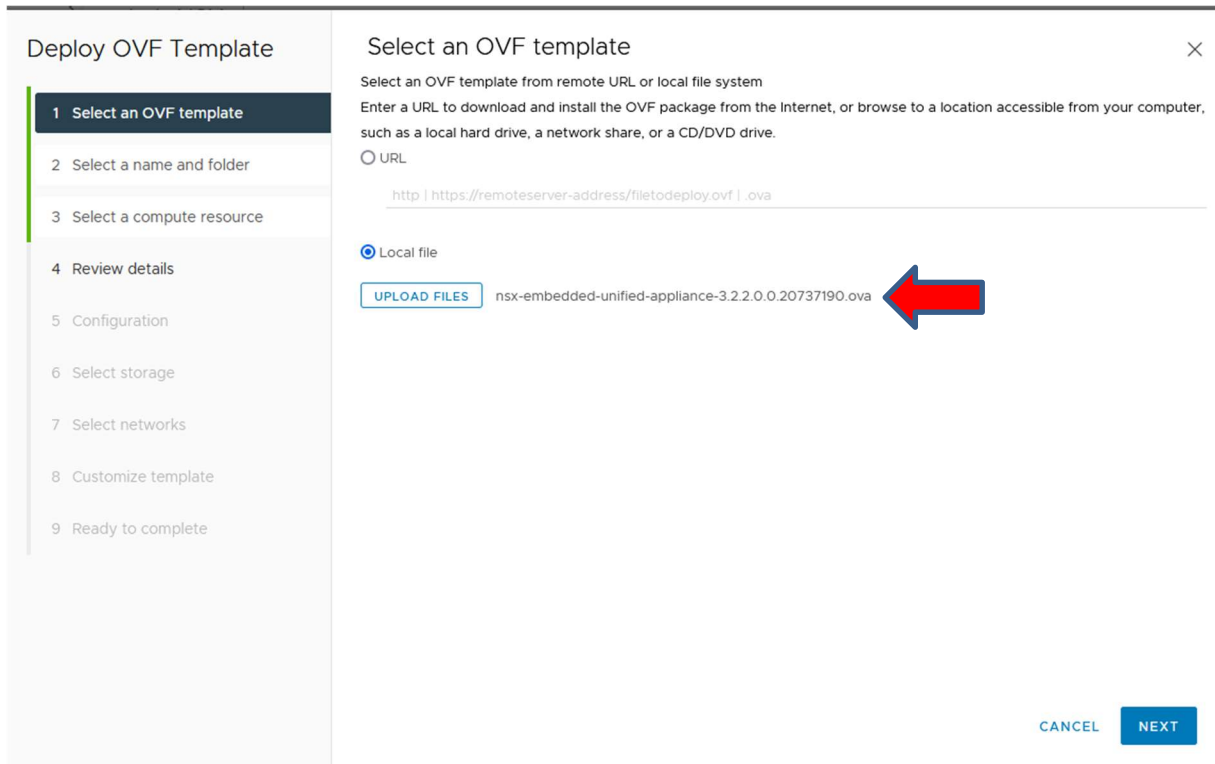 Deploy OVF Template
1 Select an OVF template
2 Select a name and folder
3 Select a compute resource
4 Review details
5 Configuration
6 Select storage
7 Select networks
8 Customize template
9 Ready to complete
Select an OVF template
Select an OVF template from remote URL or local file system
Enter a URL to download and install the OVF package from the Internet, or browse to a location accessible from your computer,
such as a local hard drive, a network share, or a CD/DVD drive.
URL
http | https://remoteserver-address/filetodeploy.ovf | .ova
Local file
UPLOAD FILES nsx-embedded-unified-appliance-3.2.2.0.0.20737190.ova
CANCEL NEXT